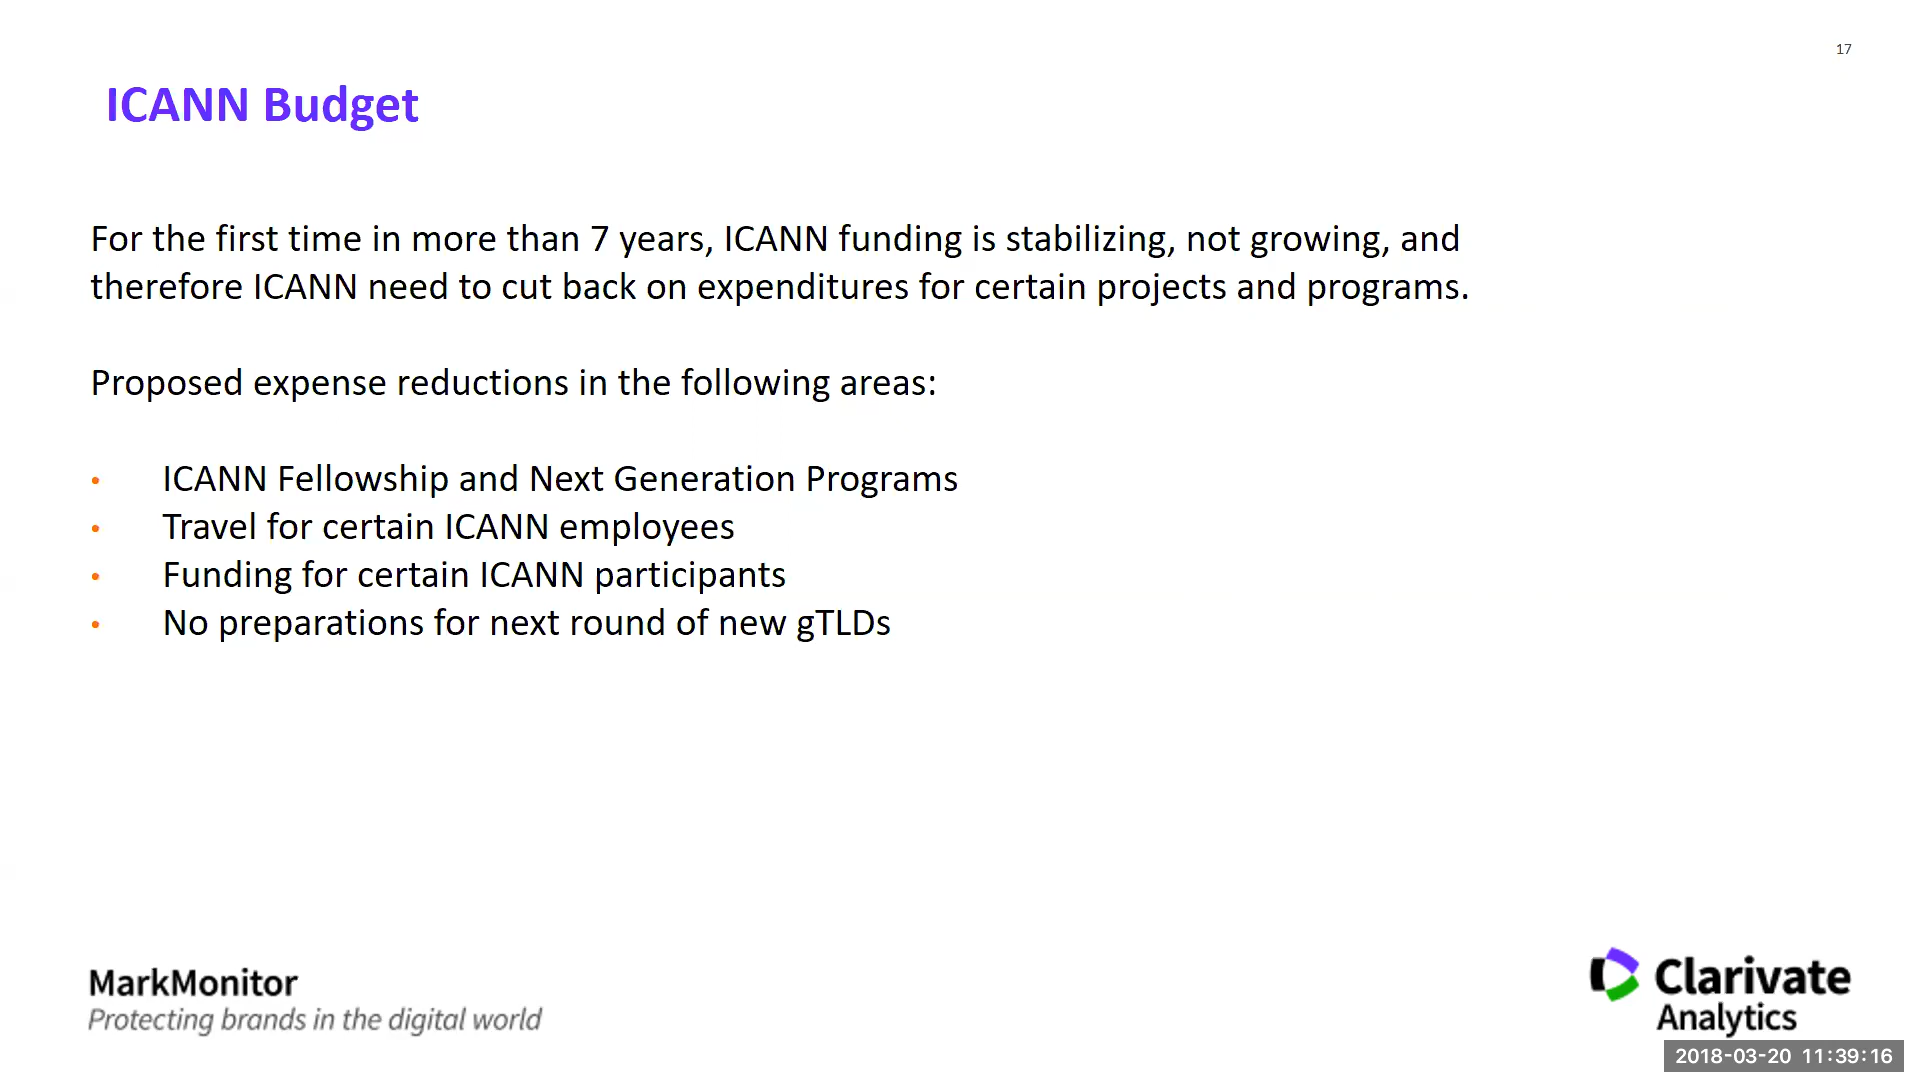 17
ICANN Budget
For the first time in more than 7 years, ICANN funding is stabilizing, not growing, and
therefore ICANN need to cut back on expenditures for certain projects and programs.
Proposed expense reductions in the following areas:
• ICANN Fellowship and Next Generation Programs
• Travel for certain ICANN employees
• Funding for certain ICANN participants
• No preparations for next round of new gTLDs
MarkMonitor
Protecting brands in the digital world
Clarivate
Analytics
2018-03-20 11:39:16